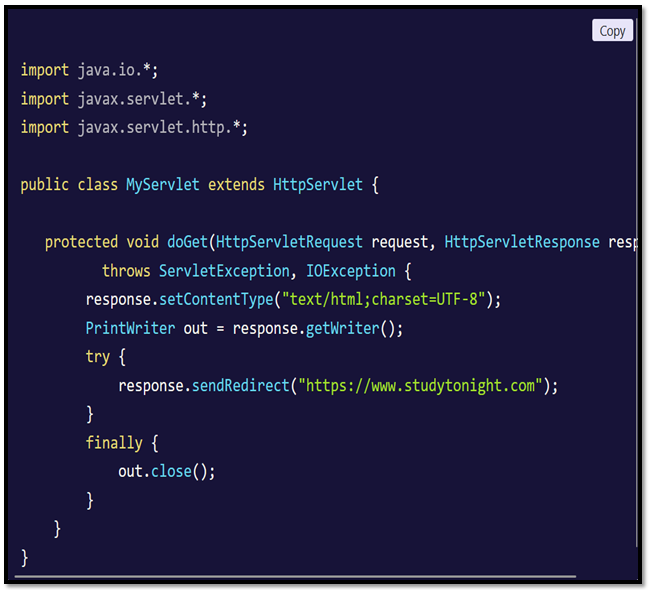 Copy
import java.io.*;
import javax.servlet.*;
import javax.servlet.http.*;
public class MyServlet extends HttpServlet {
protected void doGet(HttpServletRequest request, HttpServletResponse resp
throws ServletException, IOException {
response.setContentType("text/html;charset=UTF-8");
PrintWriter out = response.getWriter();
try {
response.sendRedirect("https://www.studytonight.com");
}
finally {
out.close();
}
}
}